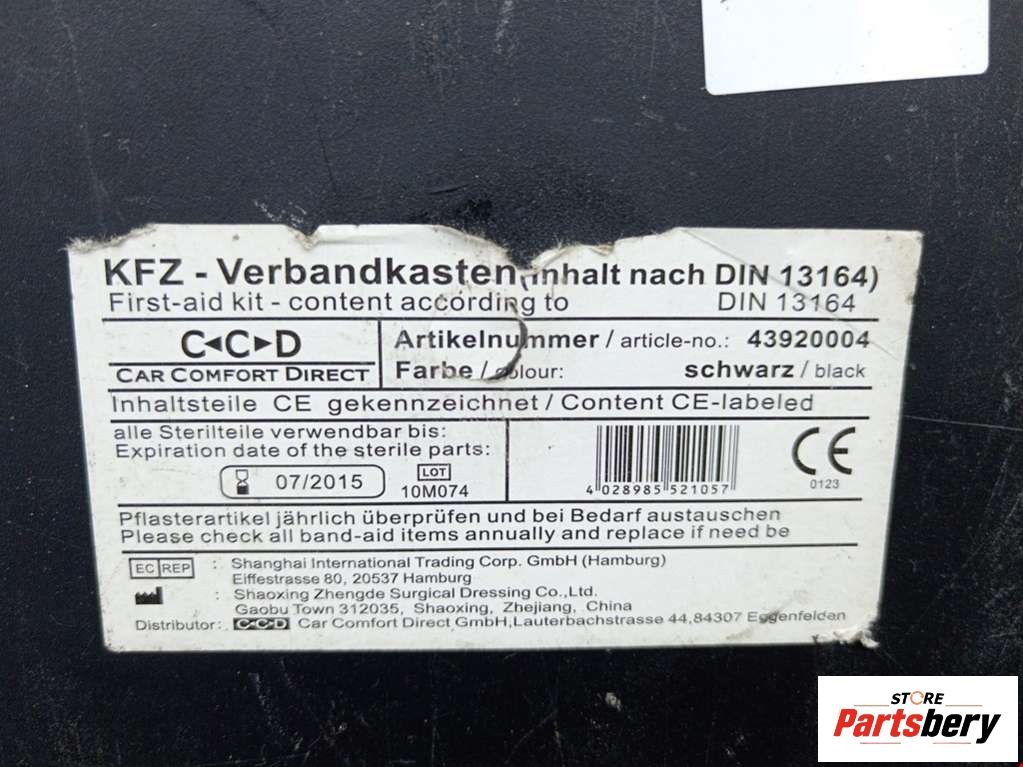 KFZ - Verbandkasten (Inhalt nach DIN 13164)
First-aid kit - content according to DIN 13164
C◄C►D
CAR COMFORT DIRECT
Artikelnummer / article-no.: 43920004
Farbe / colour: schwarz / black
Inhaltsteile CE gekennzeichnet / Content CE-labeled
alle Sterilteile verwendbar bis:
Expiration date of the sterile parts:
07/2015
LOT
10M074
4 028985 521057
CE
0123
Pflasterartikel jährlich überprüfen und bei Bedarf austauschen
Please check all band-aid items annually and replace if need be
EC REP : Shanghai International Trading Corp. GmbH (Hamburg)
Eiffestrasse 80, 20537 Hamburg
: Shaoxing Zhengde Surgical Dressing Co.,Ltd.
Gaobu Town 312035, Shaoxing, Zhejiang, China
Distributor: C◄C►D Car Comfort Direct GmbH,Lauterbachstrasse 44,84307 Eggenfelden
STORE
Partsbery